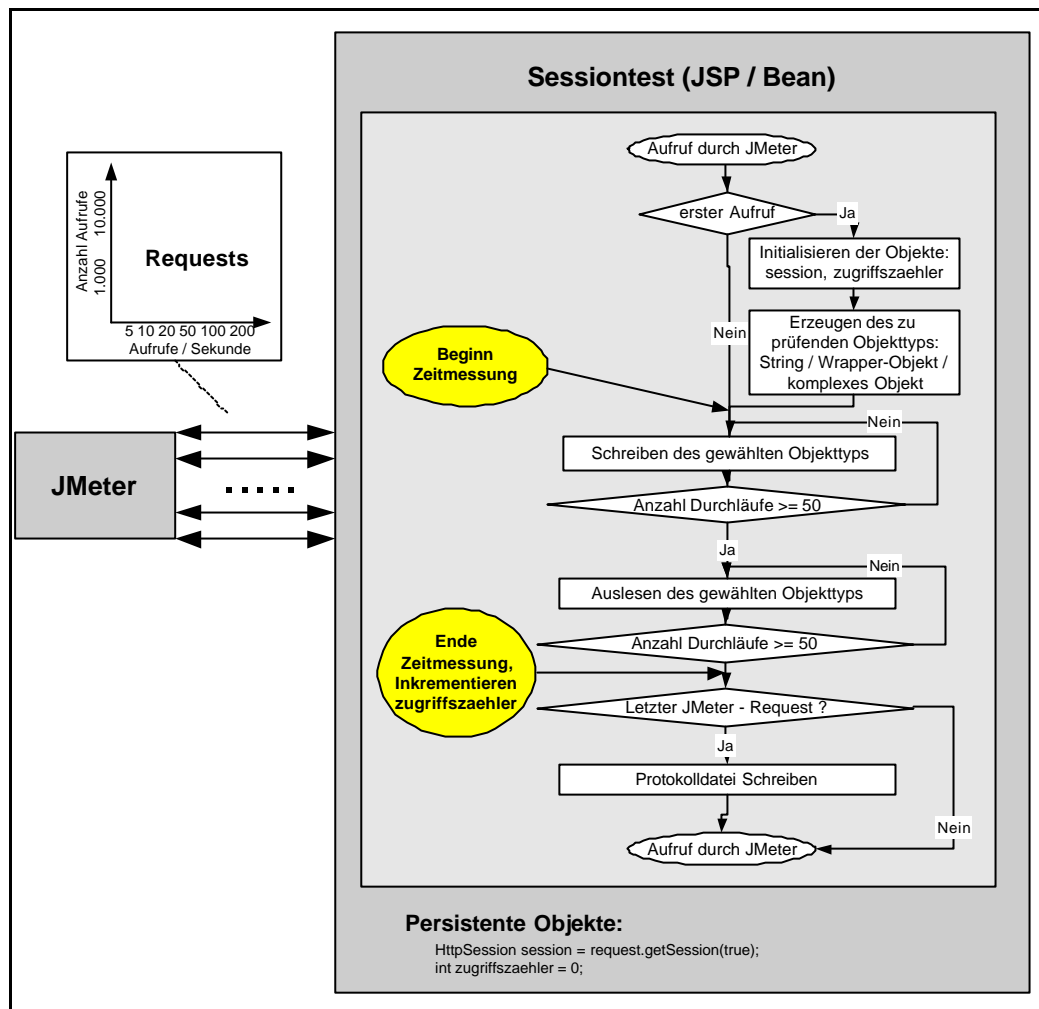 Sessiontest (JSP / Bean)
Anzahl Aufrufe
1.000 10.000
Requests
5 10 20 50 100 200
Aufrufe / Sekunde
JMeter
.....
Aufruf durch JMeter
erster Aufruf
Ja
Initialisieren der Objekte:
session, zugriffszaehler
Nein
Erzeugen des zu
prüfenden Objekttyps:
String / Wrapper-Objekt /
komplexes Objekt
Beginn
Zeitmessung
Nein
Schreiben des gewählten Objekttyps
Anzahl Durchläufe >= 50
Ja
Nein
Auslesen des gewählten Objekttyps
Anzahl Durchläufe >= 50
Ende
Zeitmessung,
Inkrementieren
zugriffszaehler
Letzter JMeter - Request ?
Ja
Protokolldatei Schreiben
Nein
Aufruf durch JMeter
Persistente Objekte:
HttpSession session = request.getSession(true);
int zugriffszaehler = 0;